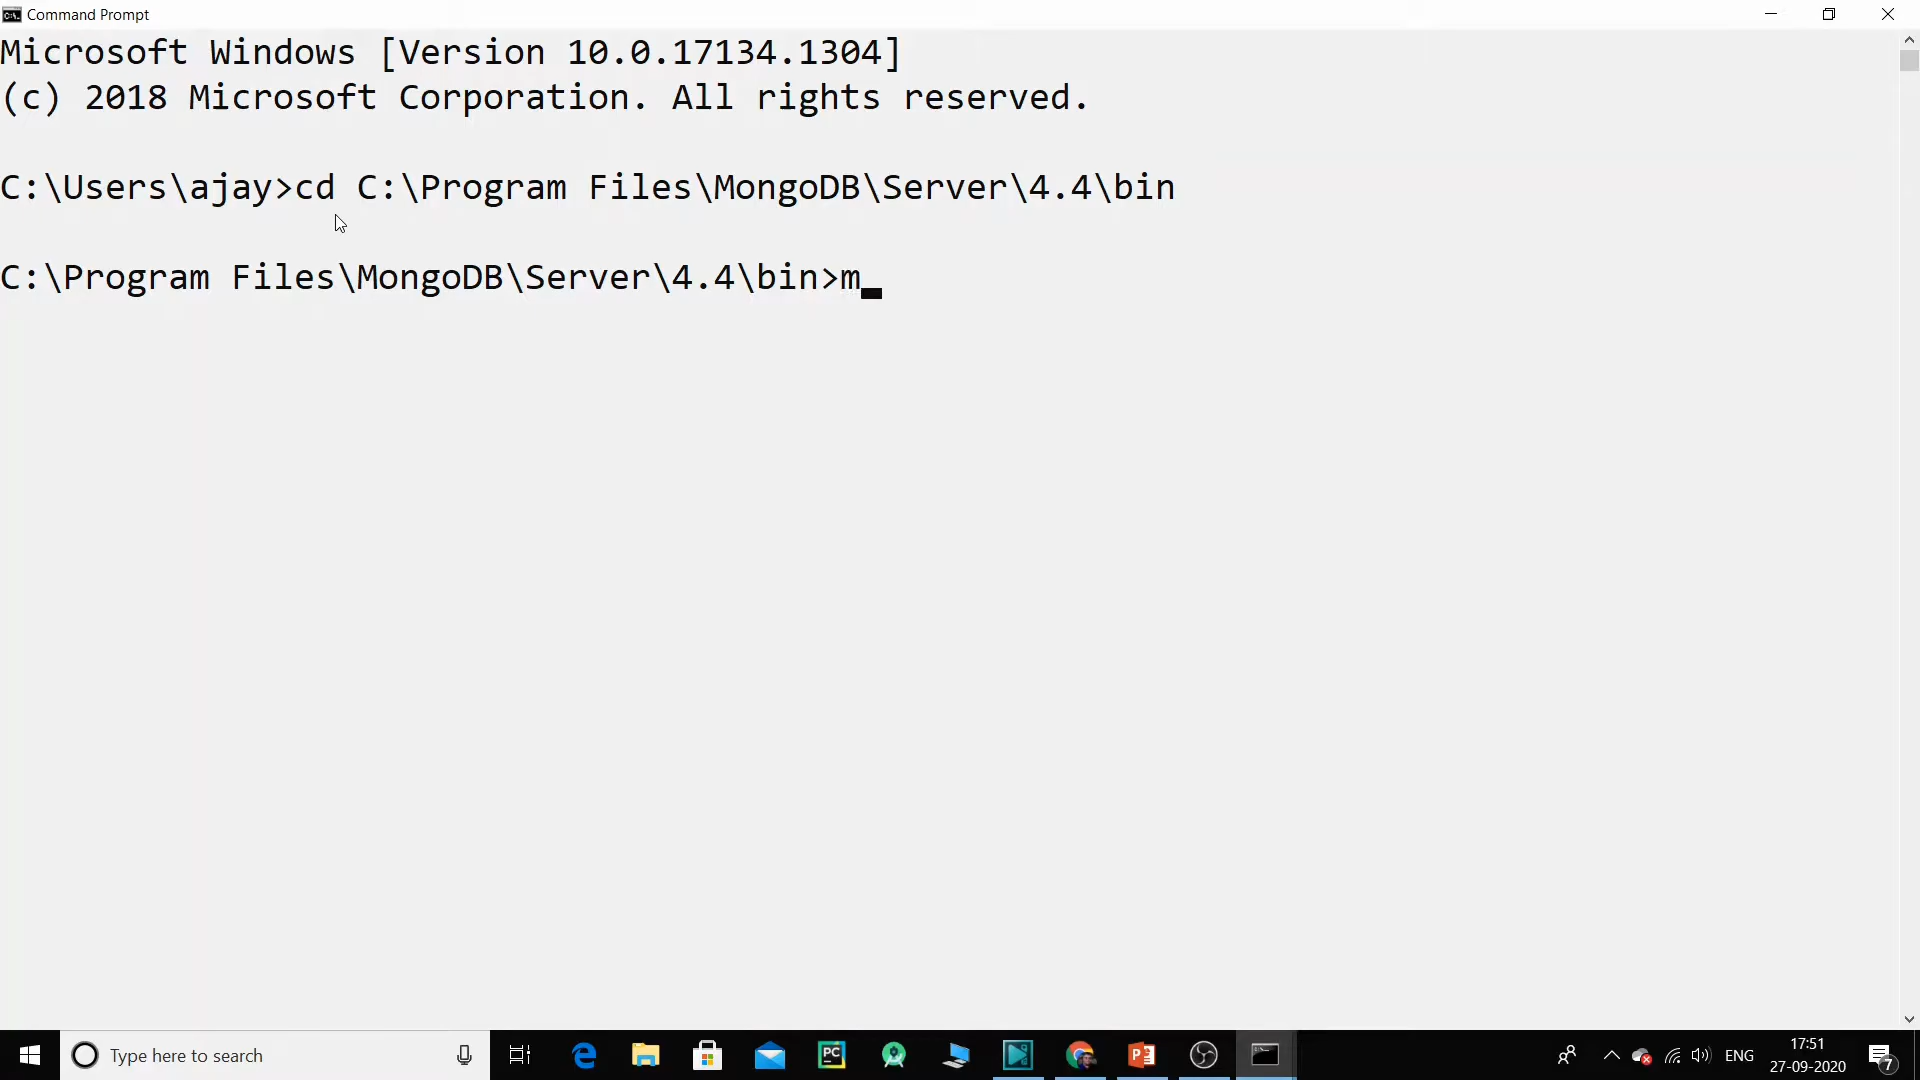 Command Prompt
Microsoft Windows [Version 10.0.17134.1304]
(c) 2018 Microsoft Corporation. All rights reserved.
C:\Users\ajay>cd C:\Program Files\MongoDB\Server\4.4\bin
C:\Program Files\MongoDB\Server\4.4\bin>m
Type here to search
PC
ENG
17:51
27-09-2020
7